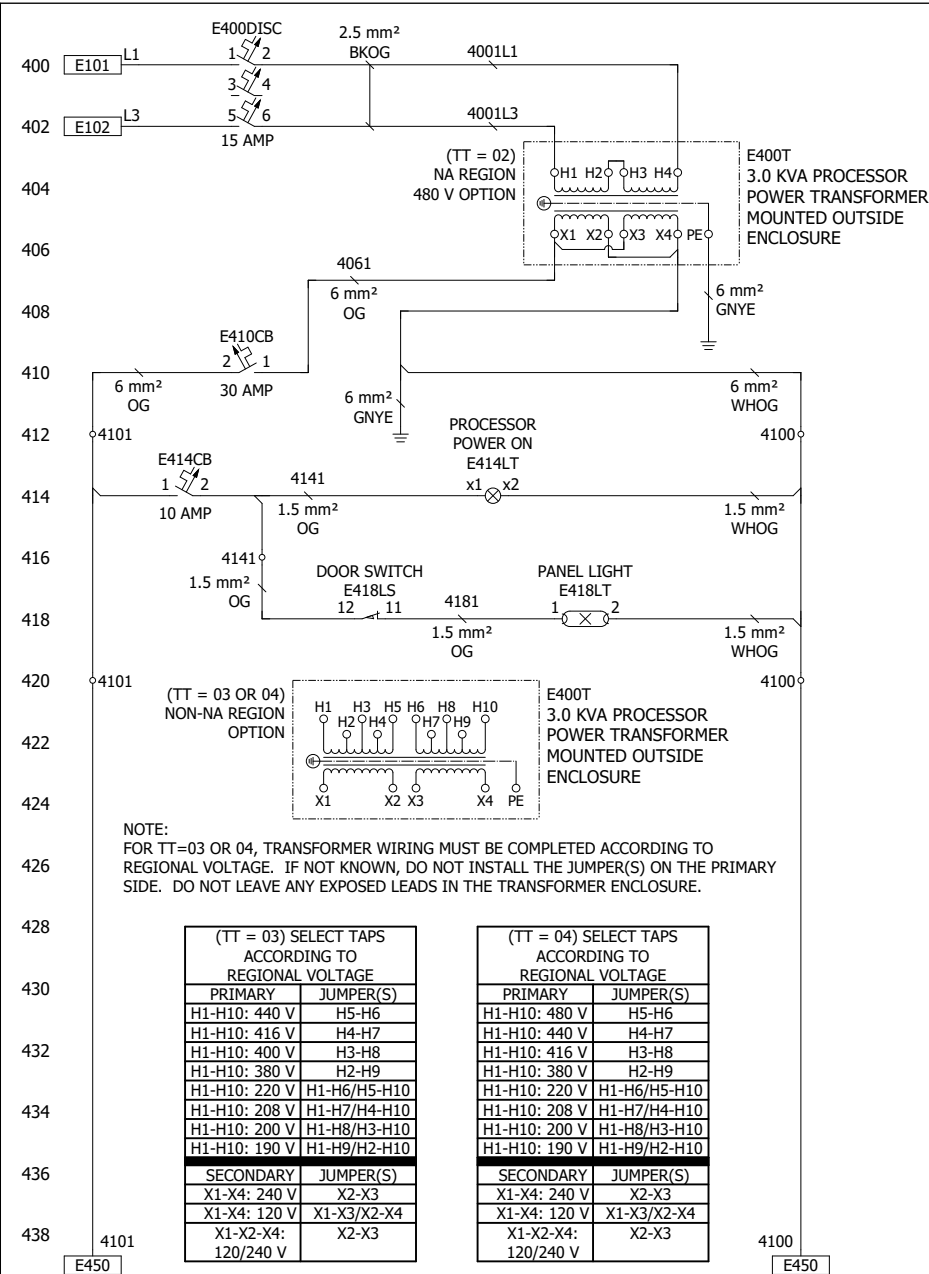 E400DISC
2.5 mm²
BKOG
4001L1
400 E101 L1 1 2
3 4
402 E102 L3 5 6
4001L3
15 AMP
(TT = 02)
NA REGION
480 V OPTION
404
H1 H2 H3 H4
E400T
3.0 KVA PROCESSOR
POWER TRANSFORMER
MOUNTED OUTSIDE
ENCLOSURE
X1 X2 X3 X4 PE
406
4061
6 mm²
OG
6 mm²
GNYE
408
E410CB
410 2 1
6 mm²
OG
30 AMP
6 mm²
GNYE
6 mm²
WHOG
412 4101 4100
PROCESSOR
POWER ON
E414LT
E414CB
414 1 2 4141 x1 x2
10 AMP
1.5 mm²
OG
1.5 mm²
WHOG
416 4141
1.5 mm²
OG
DOOR SWITCH
E418LS
PANEL LIGHT
E418LT
418 12 11 4181 1 2
1.5 mm²
OG
1.5 mm²
WHOG
420 4101 4100
(TT = 03 OR 04)
NON-NA REGION
OPTION
H1 H3 H5 H6 H8 H10
H2 H4 H7 H9
E400T
3.0 KVA PROCESSOR
POWER TRANSFORMER
MOUNTED OUTSIDE
ENCLOSURE
422
X1 X2 X3 X4 PE
424
NOTE:
FOR TT=03 OR 04, TRANSFORMER WIRING MUST BE COMPLETED ACCORDING TO
426 REGIONAL VOLTAGE. IF NOT KNOWN, DO NOT INSTALL THE JUMPER(S) ON THE PRIMARY
SIDE. DO NOT LEAVE ANY EXPOSED LEADS IN THE TRANSFORMER ENCLOSURE.
428
(TT = 03) SELECT TAPS
ACCORDING TO
REGIONAL VOLTAGE
430
PRIMARY JUMPER(S)
H1-H10: 440 V H5-H6
H1-H10: 416 V H4-H7
432 H1-H10: 400 V H3-H8
H1-H10: 380 V H2-H9
H1-H10: 220 V H1-H6/H5-H10
434 H1-H10: 208 V H1-H7/H4-H10
H1-H10: 200 V H1-H8/H3-H10
H1-H10: 190 V H1-H9/H2-H10
436 SECONDARY JUMPER(S)
X1-X4: 240 V X2-X3
X1-X4: 120 V X1-X3/X2-X4
438 X1-X2-X4: X2-X3
120/240 V
(TT = 04) SELECT TAPS
ACCORDING TO
REGIONAL VOLTAGE
PRIMARY JUMPER(S)
H1-H10: 480 V H5-H6
H1-H10: 440 V H4-H7
H1-H10: 416 V H3-H8
H1-H10: 380 V H2-H9
H1-H10: 220 V H1-H6/H5-H10
H1-H10: 208 V H1-H7/H4-H10
H1-H10: 200 V H1-H8/H3-H10
H1-H10: 190 V H1-H9/H2-H10
SECONDARY JUMPER(S)
X1-X4: 240 V X2-X3
X1-X4: 120 V X1-X3/X2-X4
X1-X2-X4: X2-X3
120/240 V
4101 4100
E450 E450